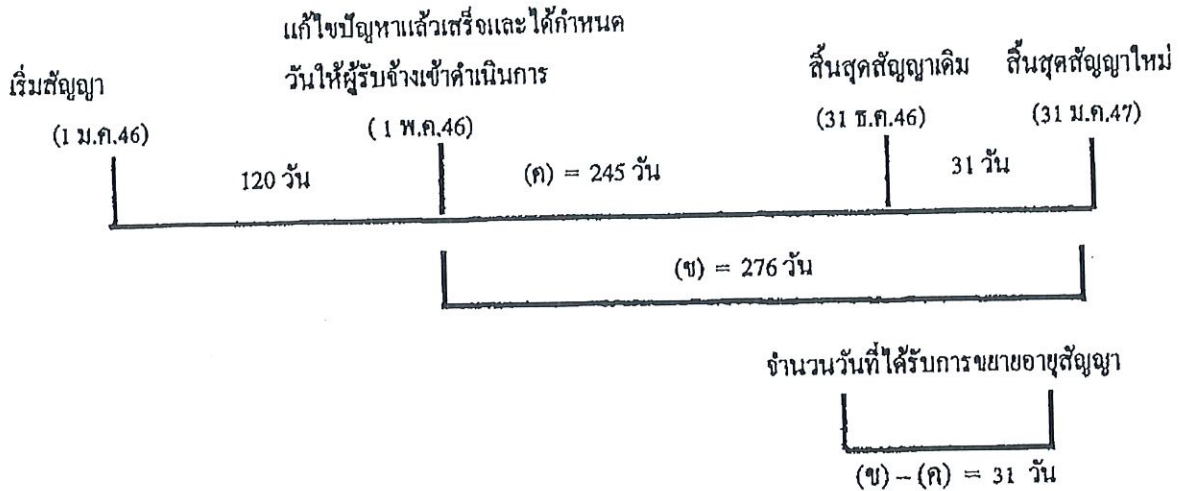 แก้ไขปัญหาแล้วเสร็จและได้กำหนด
วันให้ผู้รับจ้างเข้าดำเนินการ
เริ่มสัญญา
สิ้นสุดสัญญาเดิม
สิ้นสุดสัญญาใหม่
(1 ม.ค.46)
( 1 พ.ค.46)
(31 ธ.ค.46)
(31 ม.ค.47)
120 วัน
(ค) = 245 วัน
31 วัน
(ข) = 276 วัน
จำนวนวันที่ได้รับการขยายอายุสัญญา
(ข) – (ค) = 31 วัน